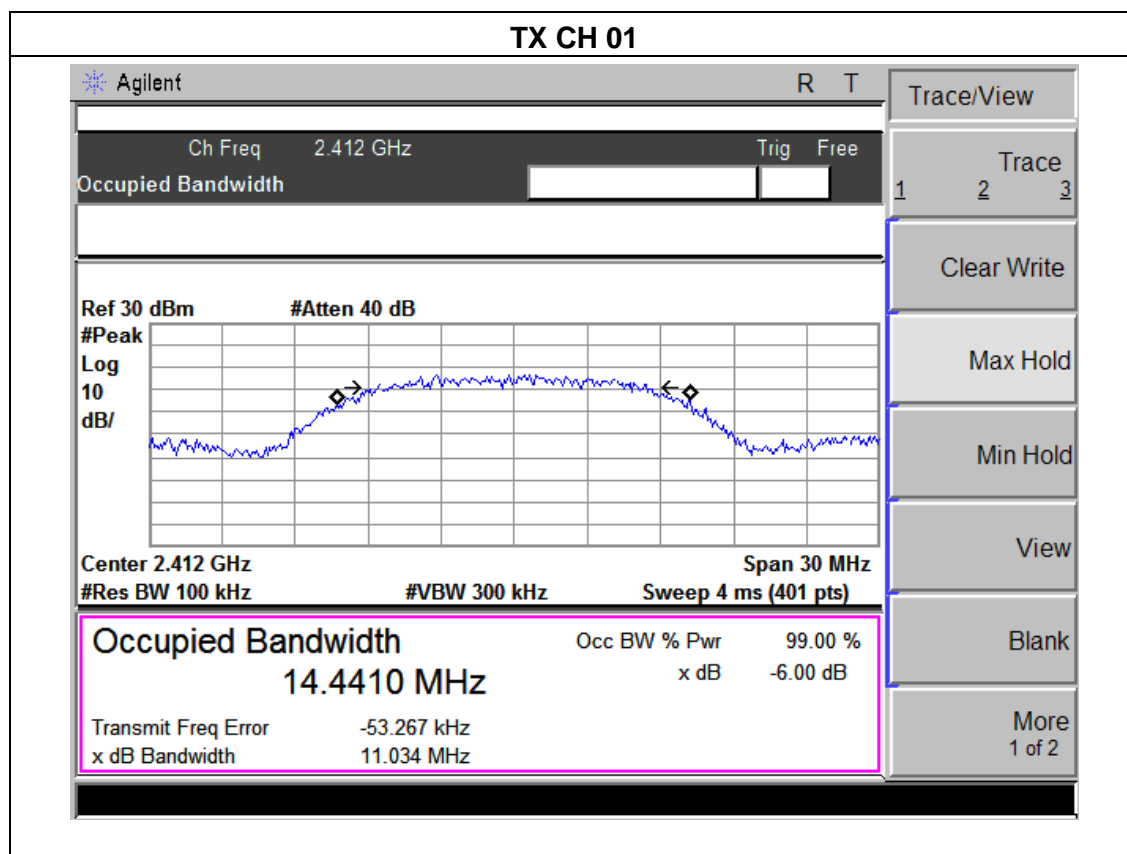 TX CH 01
Agilent R T
Trace/View
Ch Freq 2.412 GHz Trig Free
Occupied Bandwidth
Trace
1 2 3
Clear Write
Ref 30 dBm #Atten 40 dB
#Peak
Log
10
dB/
Max Hold
Min Hold
View
Center 2.412 GHz Span 30 MHz
#Res BW 100 kHz #VBW 300 kHz Sweep 4 ms (401 pts)
Occupied Bandwidth Occ BW % Pwr 99.00 %
14.4410 MHz x dB -6.00 dB
Blank
Transmit Freq Error -53.267 kHz
x dB Bandwidth 11.034 MHz
More
1 of 2